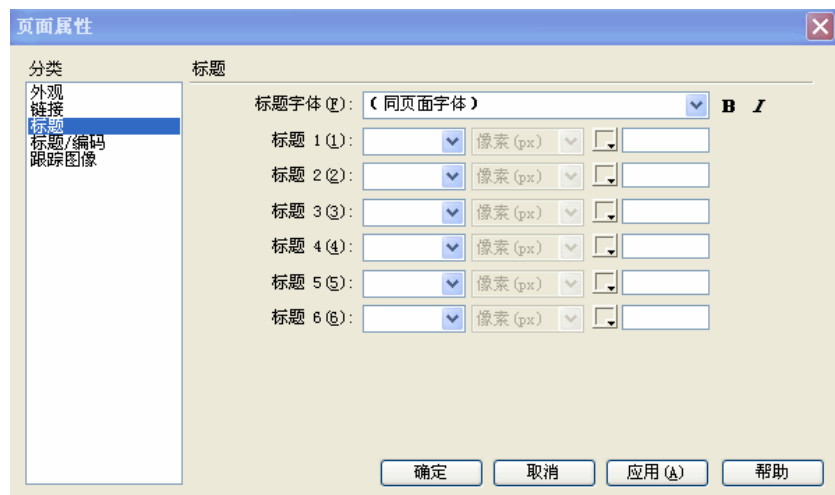 页面属性
分类
标题
外观
链接
标题
标题/编码
跟踪图像
标题字体(F): (同页面字体) B I
标题 1(1): 像素(px)
标题 2(2): 像素(px)
标题 3(3): 像素(px)
标题 4(4): 像素(px)
标题 5(5): 像素(px)
标题 6(6): 像素(px)
确定 取消 应用(A) 帮助